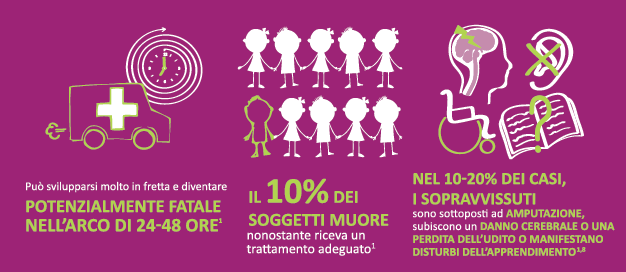 Può svilupparsi molto in fretta e diventare
POTENZIALMENTE FATALE
NELL'ARCO DI 24-48 ORE¹
IL 10% DEI
SOGGETTI MUORE
nonostante riceva un
trattamento adeguato¹
NEL 10-20% DEI CASI,
I SOPRAVVISSUTI
sono sottoposti ad AMPUTAZIONE,
subiscono un DANNO CEREBRALE O UNA
PERDITA DELL'UDITO O MANIFESTANO
DISTURBI DELL'APPRENDIMENTO¹,⁸